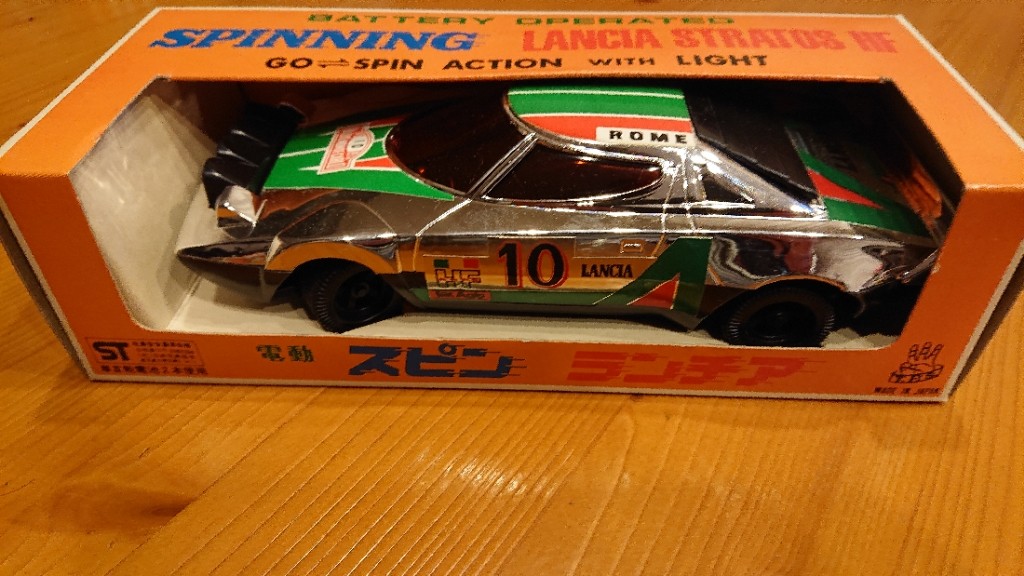 BATTERY OPERATED
SPINNING LANCIA STRATOS HF
GO⇌SPIN ACTION WITH LIGHT
ROME
10
HF
10
LANCIA
ST
電動 スピン ランチア
MADE IN JAPAN